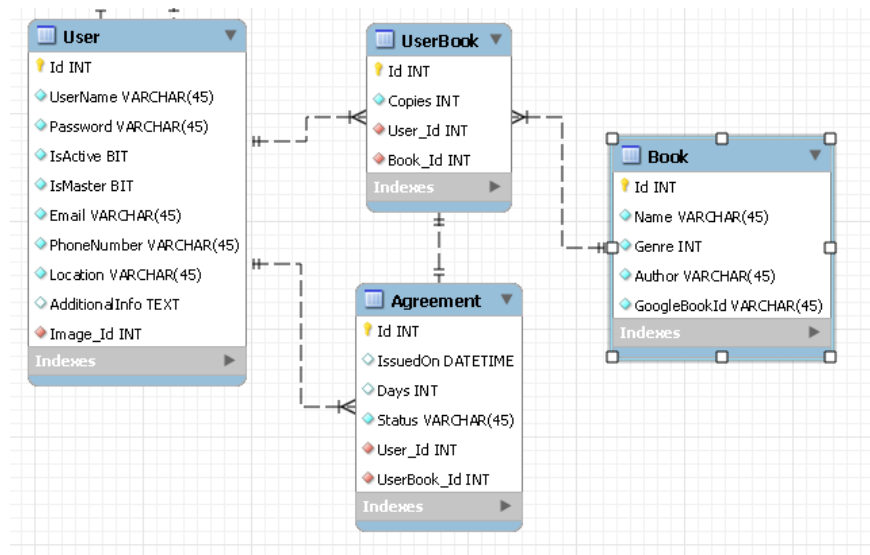 User
Id INT
UserName VARCHAR(45)
Password VARCHAR(45)
IsActive BIT
IsMaster BIT
Email VARCHAR(45)
PhoneNumber VARCHAR(45)
Location VARCHAR(45)
AdditionalInfo TEXT
Image_Id INT
Indexes
UserBook
Id INT
Copies INT
User_Id INT
Book_Id INT
Indexes
Agreement
Id INT
IssuedOn DATETIME
Days INT
Status VARCHAR(45)
User_Id INT
UserBook_Id INT
Indexes
Book
Id INT
Name VARCHAR(45)
Genre INT
Author VARCHAR(45)
GoogleBookId VARCHAR(45)
Indexes